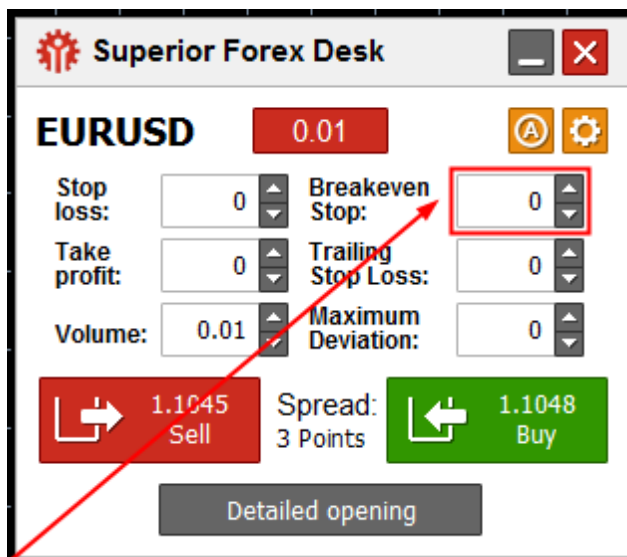 Superior Forex Desk
EURUSD 0.01 A
Stop loss: 0 Breakeven Stop: 0
Take profit: 0 Trailing Stop Loss: 0
Volume: 0.01 Maximum Deviation: 0
1.1045 Sell
Spread: 3 Points
1.1048 Buy
Detailed opening